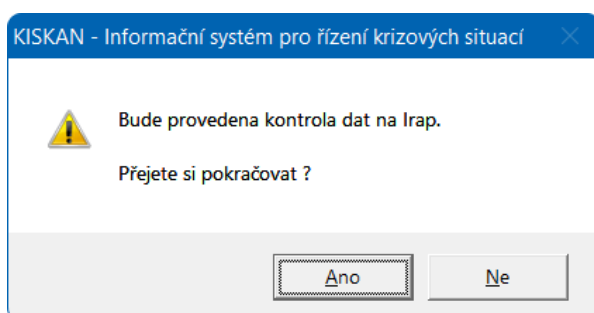 KISKAN - Informační systém pro řízení krizových situací
Bude provedena kontrola dat na Irap.
Přejete si pokračovat ?
Ano
Ne